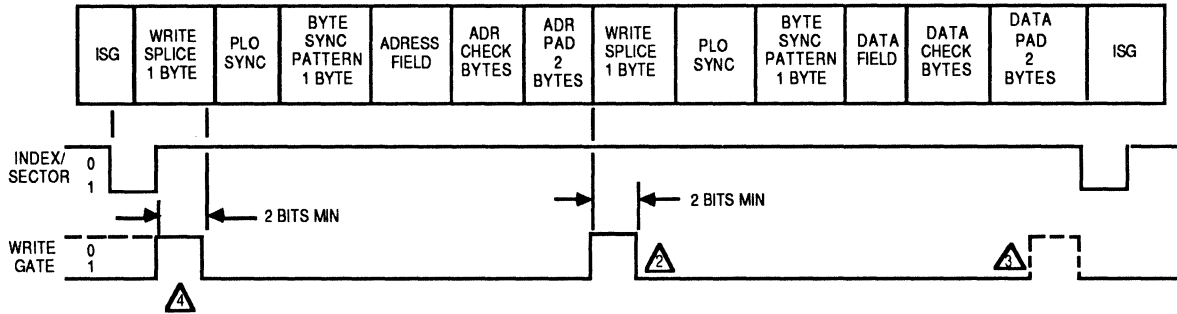 ISG
WRITE
SPLICE
1 BYTE
PLO
SYNC
BYTE
SYNC
PATTERN
1 BYTE
ADRESS
FIELD
ADR
CHECK
BYTES
ADR
PAD
2
BYTES
WRITE
SPLICE
1 BYTE
PLO
SYNC
BYTE
SYNC
PATTERN
1 BYTE
DATA
FIELD
DATA
CHECK
BYTES
DATA
PAD
2
BYTES
ISG
INDEX/
SECTOR
0
1
2 BITS MIN
2 BITS MIN
WRITE
GATE
0
1
4
2
3